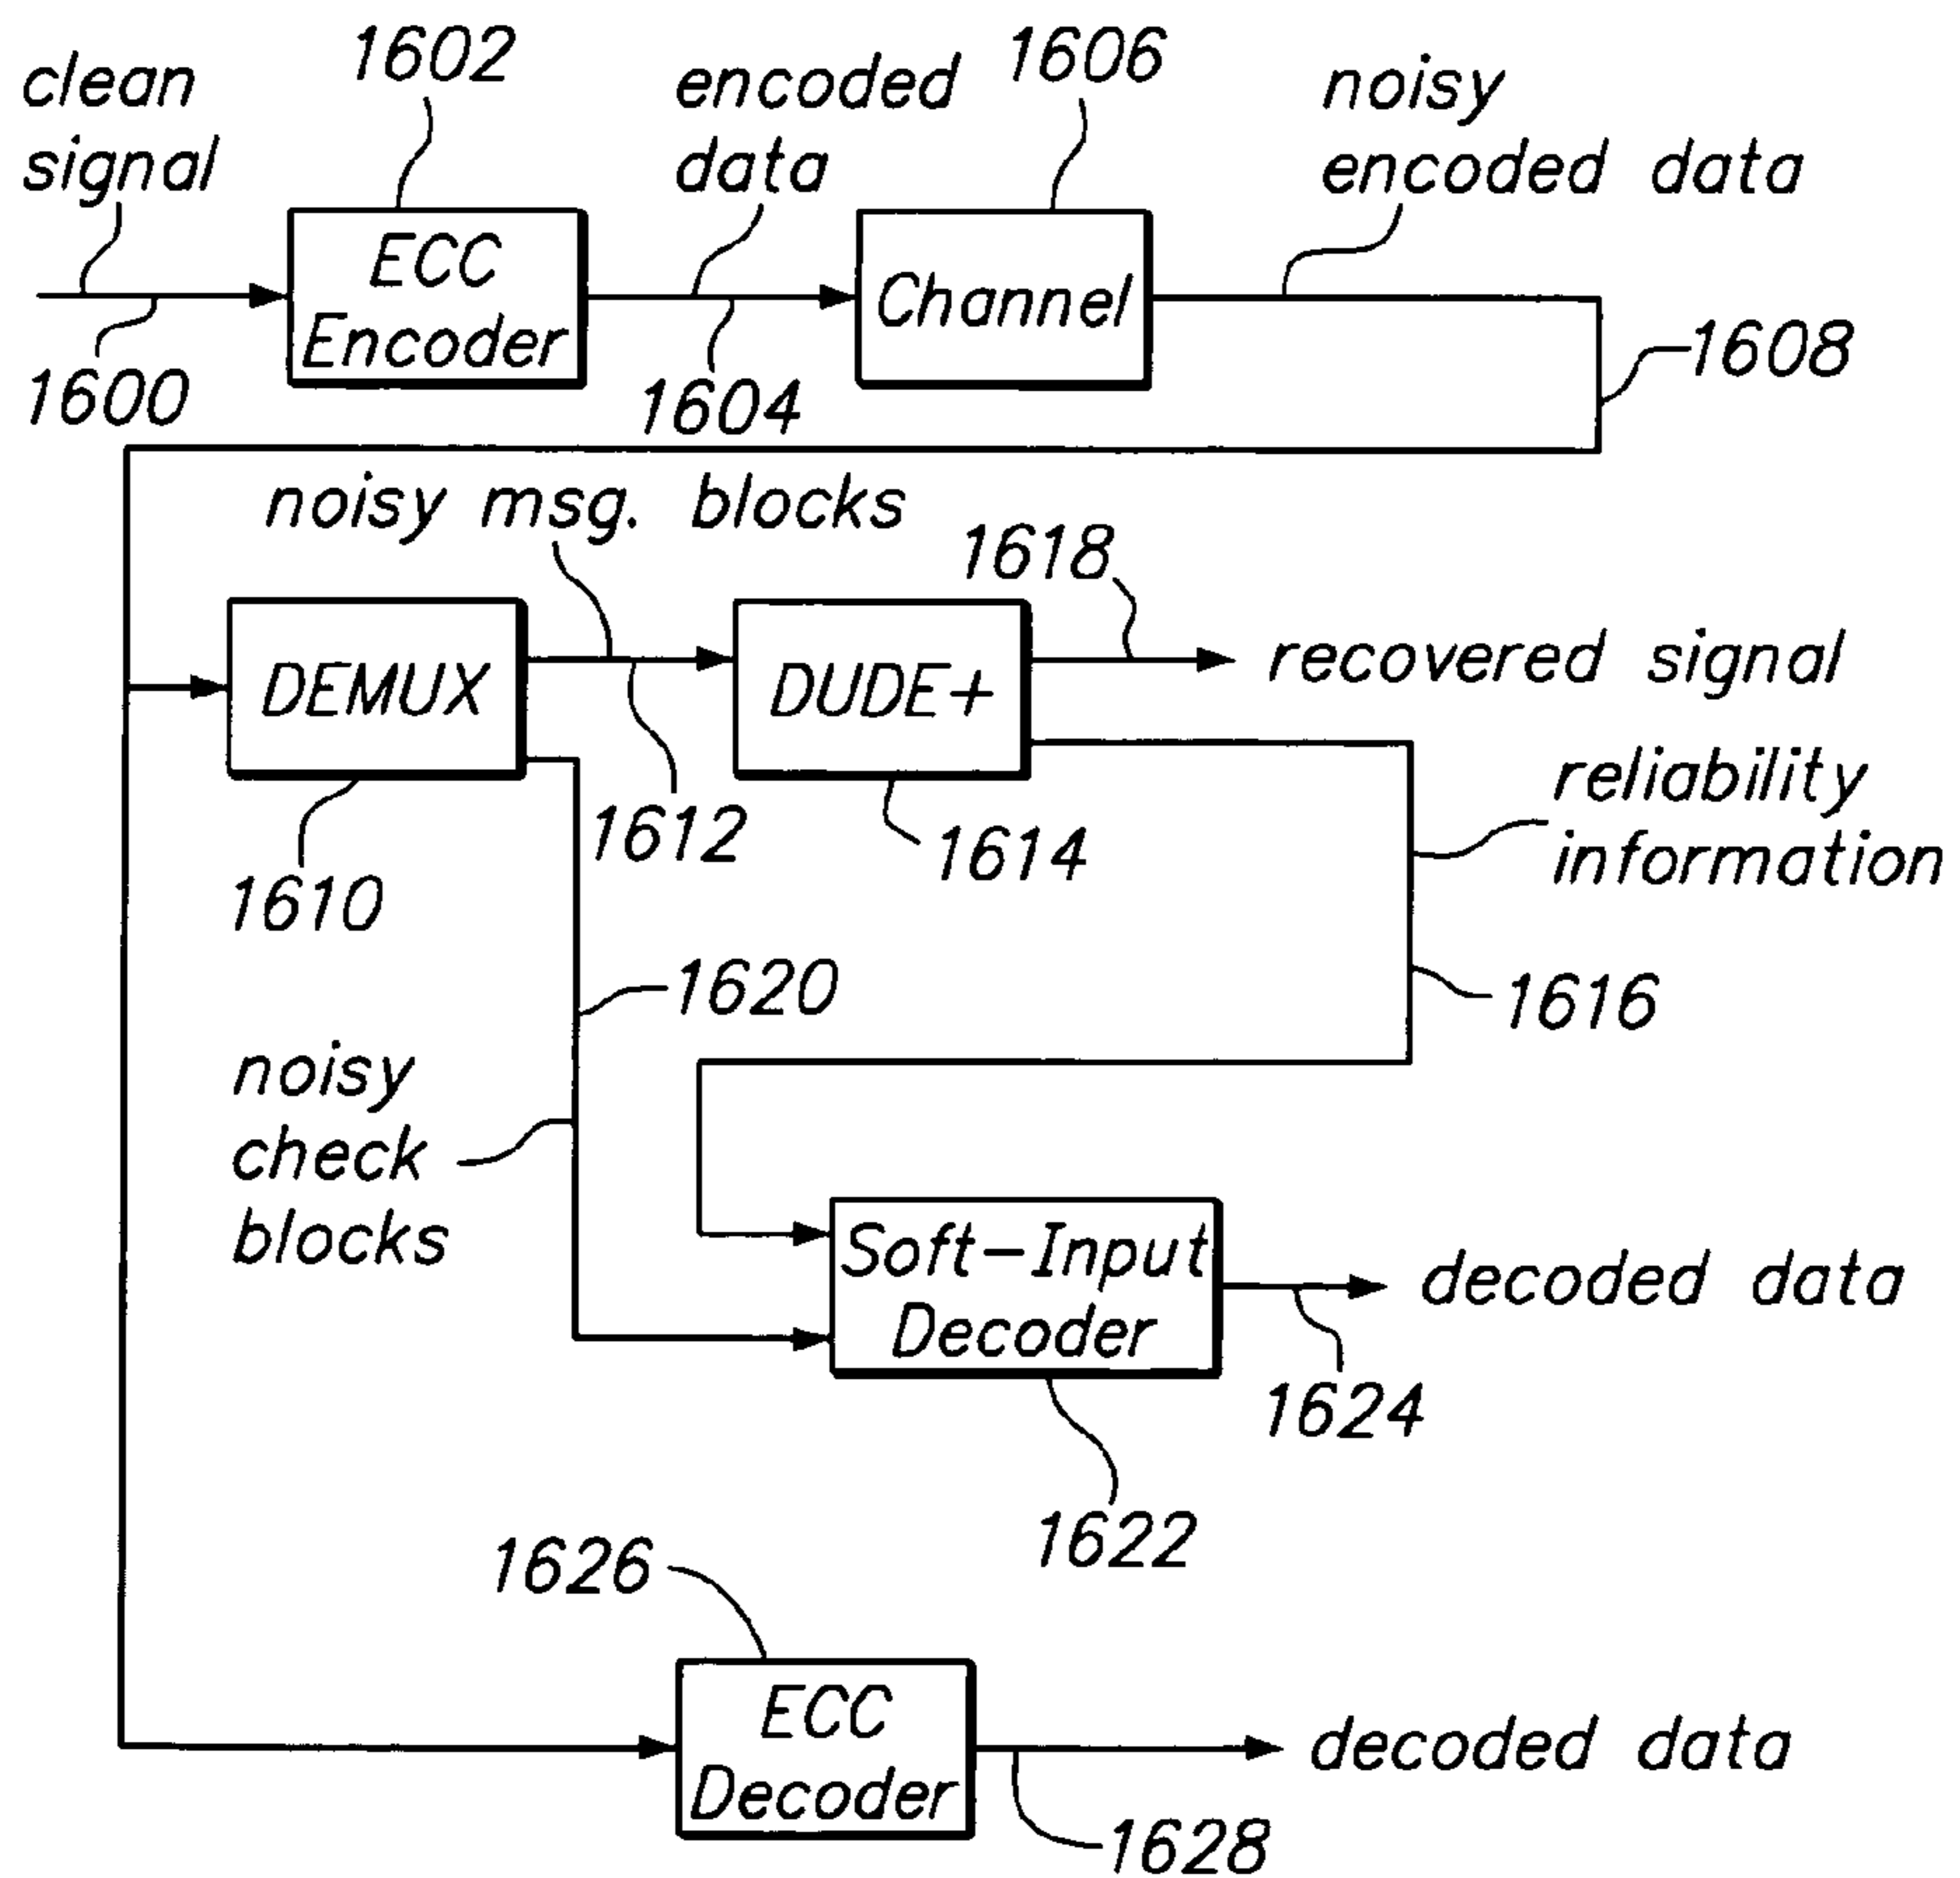 clean
signal
1602
encoded
data
1606
noisy
encoded data
ECC
Encoder
Channel
1600
1604
1608
noisy msg. blocks
1618
DEMUX
DUDE+
recovered signal
reliability
information
1612
1614
1610
1620
1616
noisy
check
blocks
Soft-Input
Decoder
decoded data
1624
1622
1626
ECC
Decoder
decoded data
1628